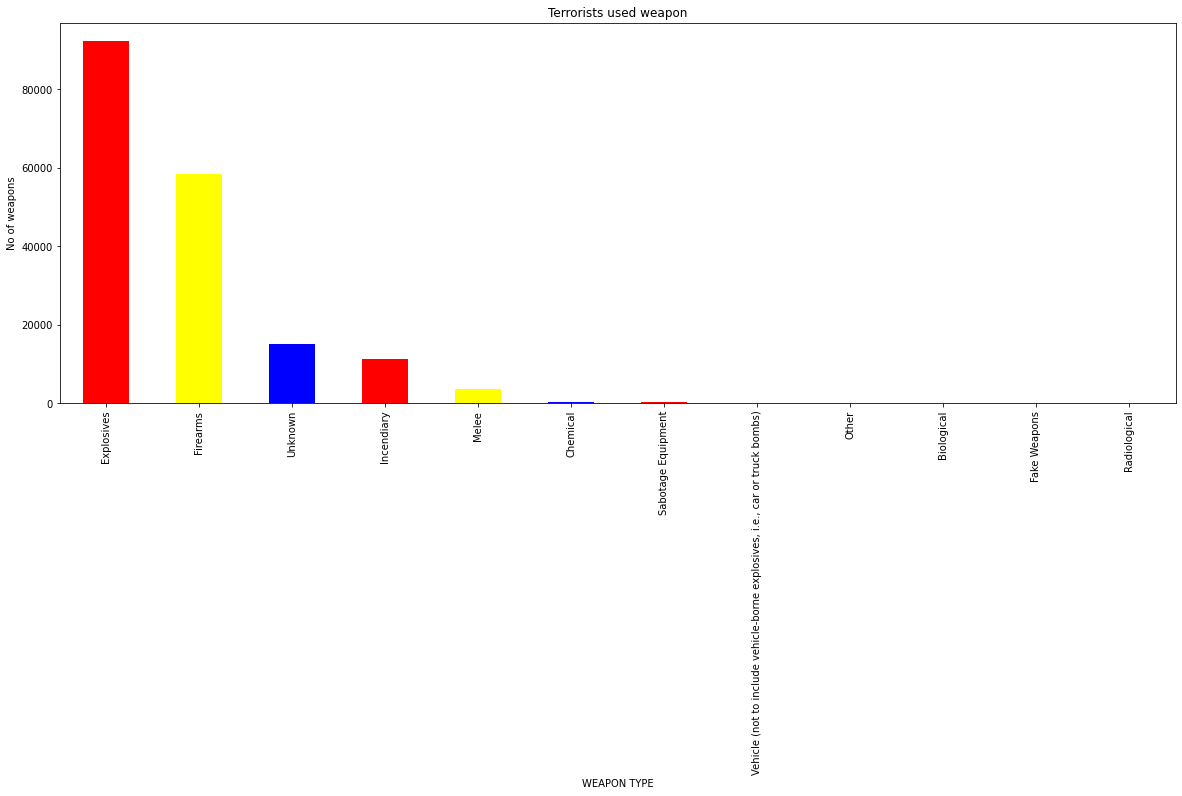 Terrorists used weapon
No of weapons
80000
60000
40000
20000
0
Explosives
Firearms
Unknown
Incendiary
Melee
Chemical
Sabotage Equipment
Vehicle (not to include vehicle-borne explosives, i.e., car or truck bombs)
Other
Biological
Fake Weapons
Radiological
WEAPON TYPE